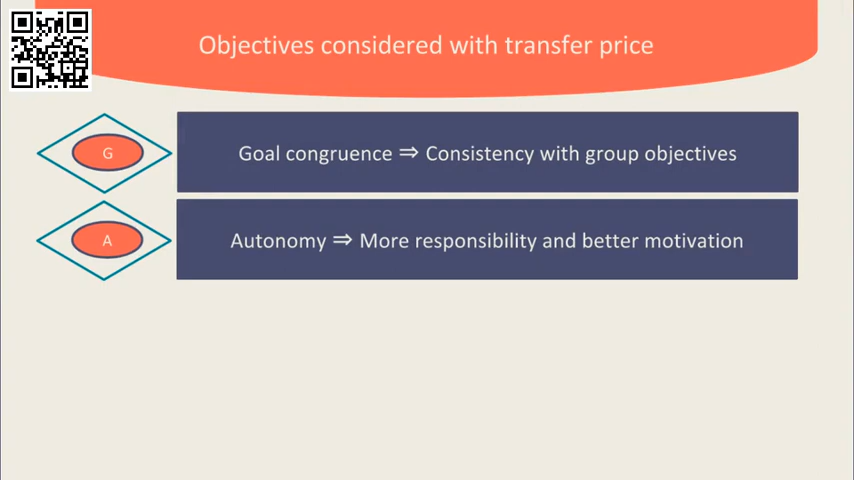 Objectives considered with transfer price
G
Goal congruence ⇒ Consistency with group objectives
A
Autonomy ⇒ More responsibility and better motivation